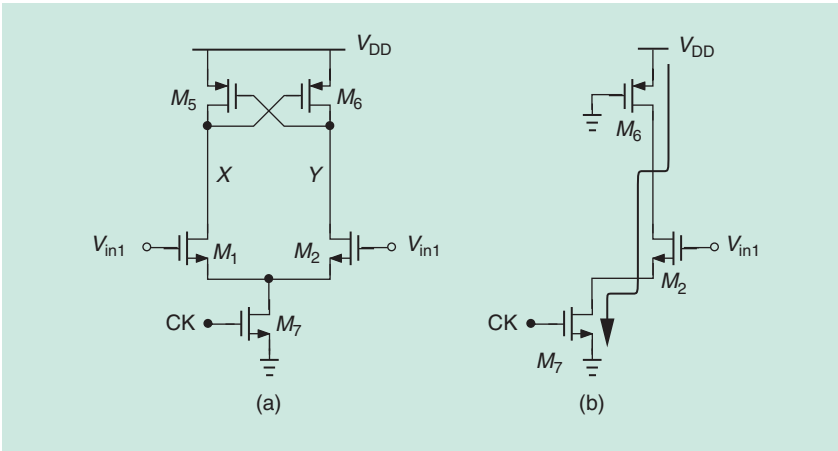 V_DD
M_5
M_6
X
Y
V_in1
M_1
M_2
V_in1
CK
M_7
(a)
V_DD
M_6
V_in1
M_2
CK
M_7
(b)